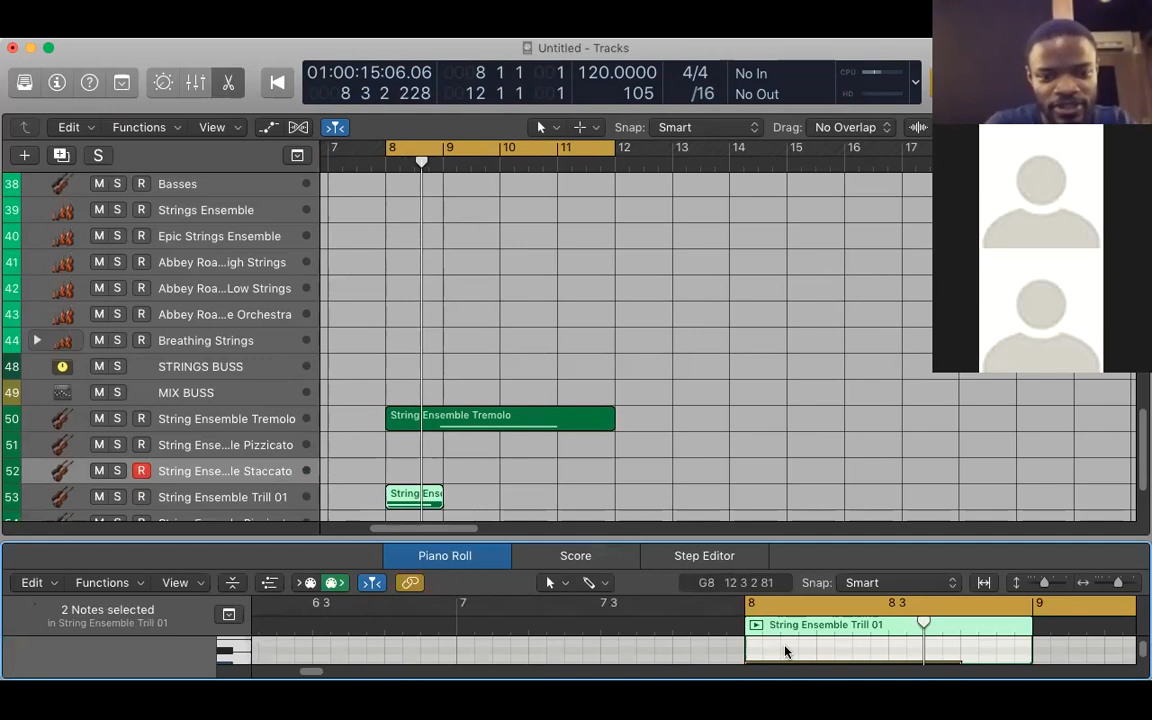 Untitled - Tracks
01:00:15:06.06
8 3 2 228
0008 1 1 001
0012 1 1 001
120.0000
105
4/4
/16
No In
No Out
CPU
HD
Edit
Functions
View
Snap: Smart
Drag: No Overlap
S
7 8 9 10 11 12 13 14 15 16 17
38 M S R Basses
39 M S R Strings Ensemble
40 M S R Epic Strings Ensemble
41 M S R Abbey Roa...igh Strings
42 M S R Abbey Roa...Low Strings
43 M S R Abbey Roa...e Orchestra
44 M S R Breathing Strings
48 M S STRINGS BUSS
49 M S MIX BUSS
50 M S R String Ensemble Tremolo
String Ensemble Tremolo
51 M S R String Ense...le Pizzicato
52 M S R String Ense...le Staccato
53 M S R String Ensemble Trill 01
String Ense
Piano Roll
Score
Step Editor
Edit
Functions
View
G8 12 3 2 81
Snap: Smart
2 Notes selected
in String Ensemble Trill 01
6 3 7 7 3 8 8 3 9
String Ensemble Trill 01